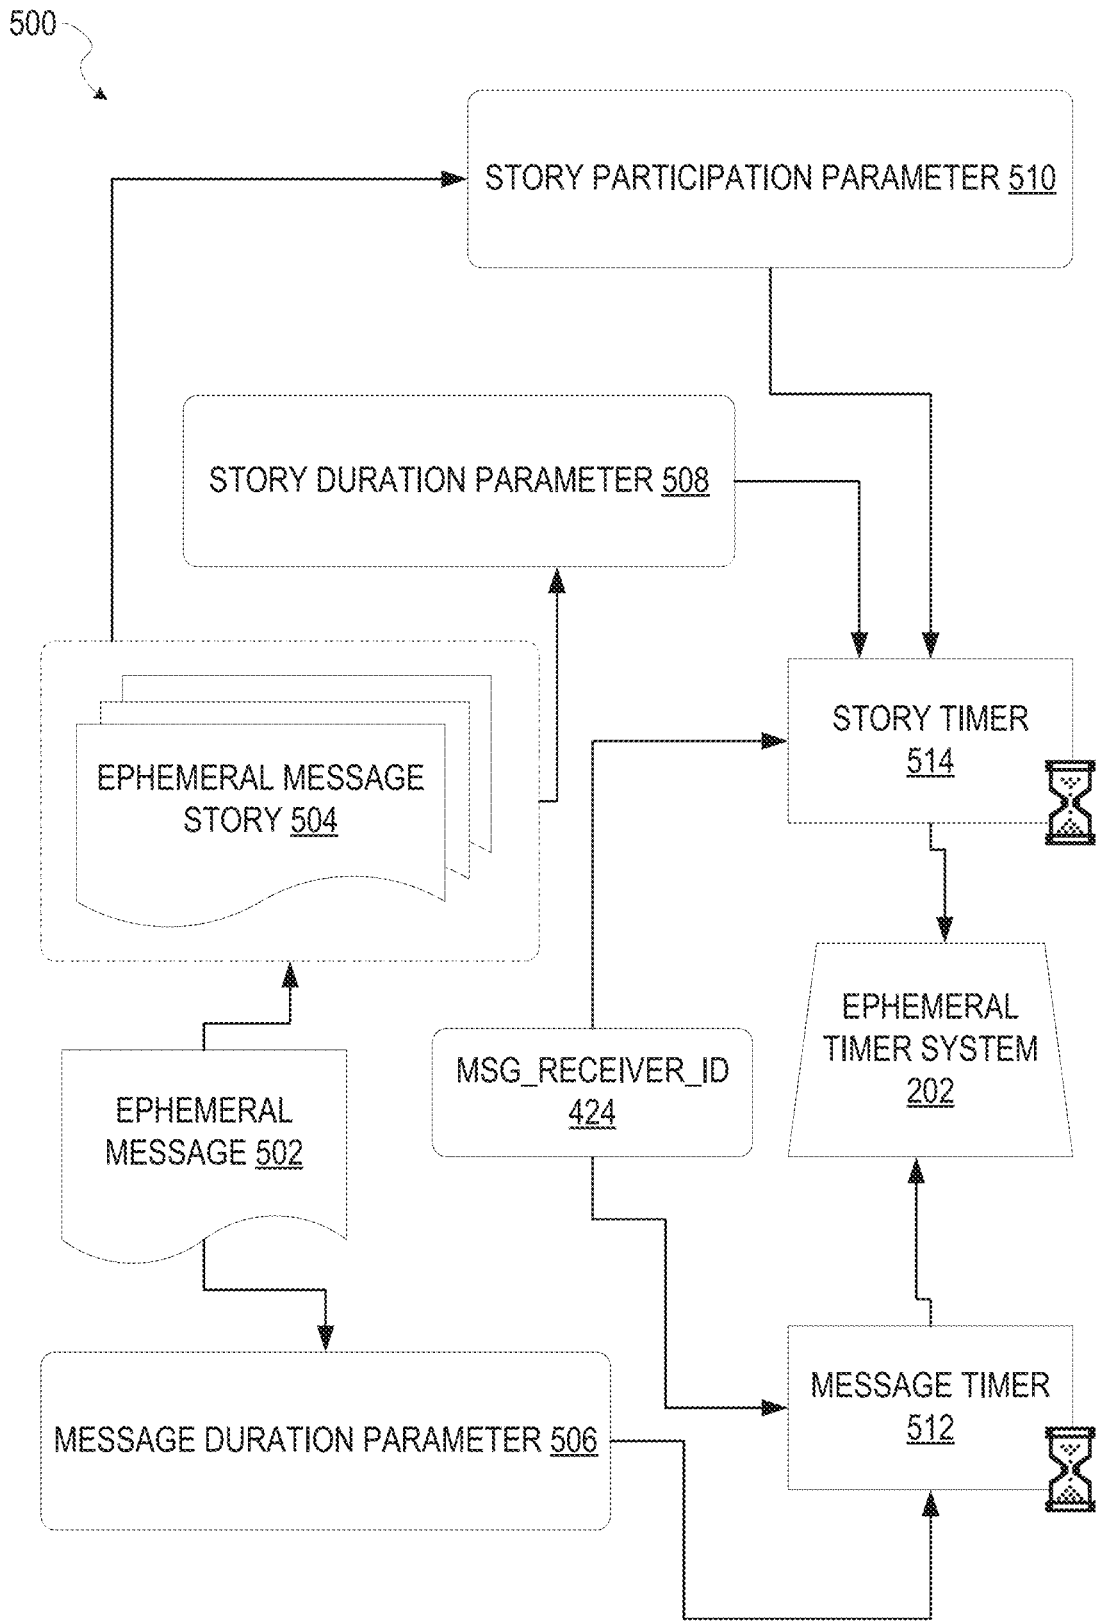 500
STORY PARTICIPATION PARAMETER 510
STORY DURATION PARAMETER 508
STORY TIMER
514
EPHEMERAL MESSAGE
STORY 504
EPHEMERAL
TIMER SYSTEM
202
MSG_RECEIVER_ID
424
EPHEMERAL
MESSAGE 502
MESSAGE TIMER
512
MESSAGE DURATION PARAMETER 506